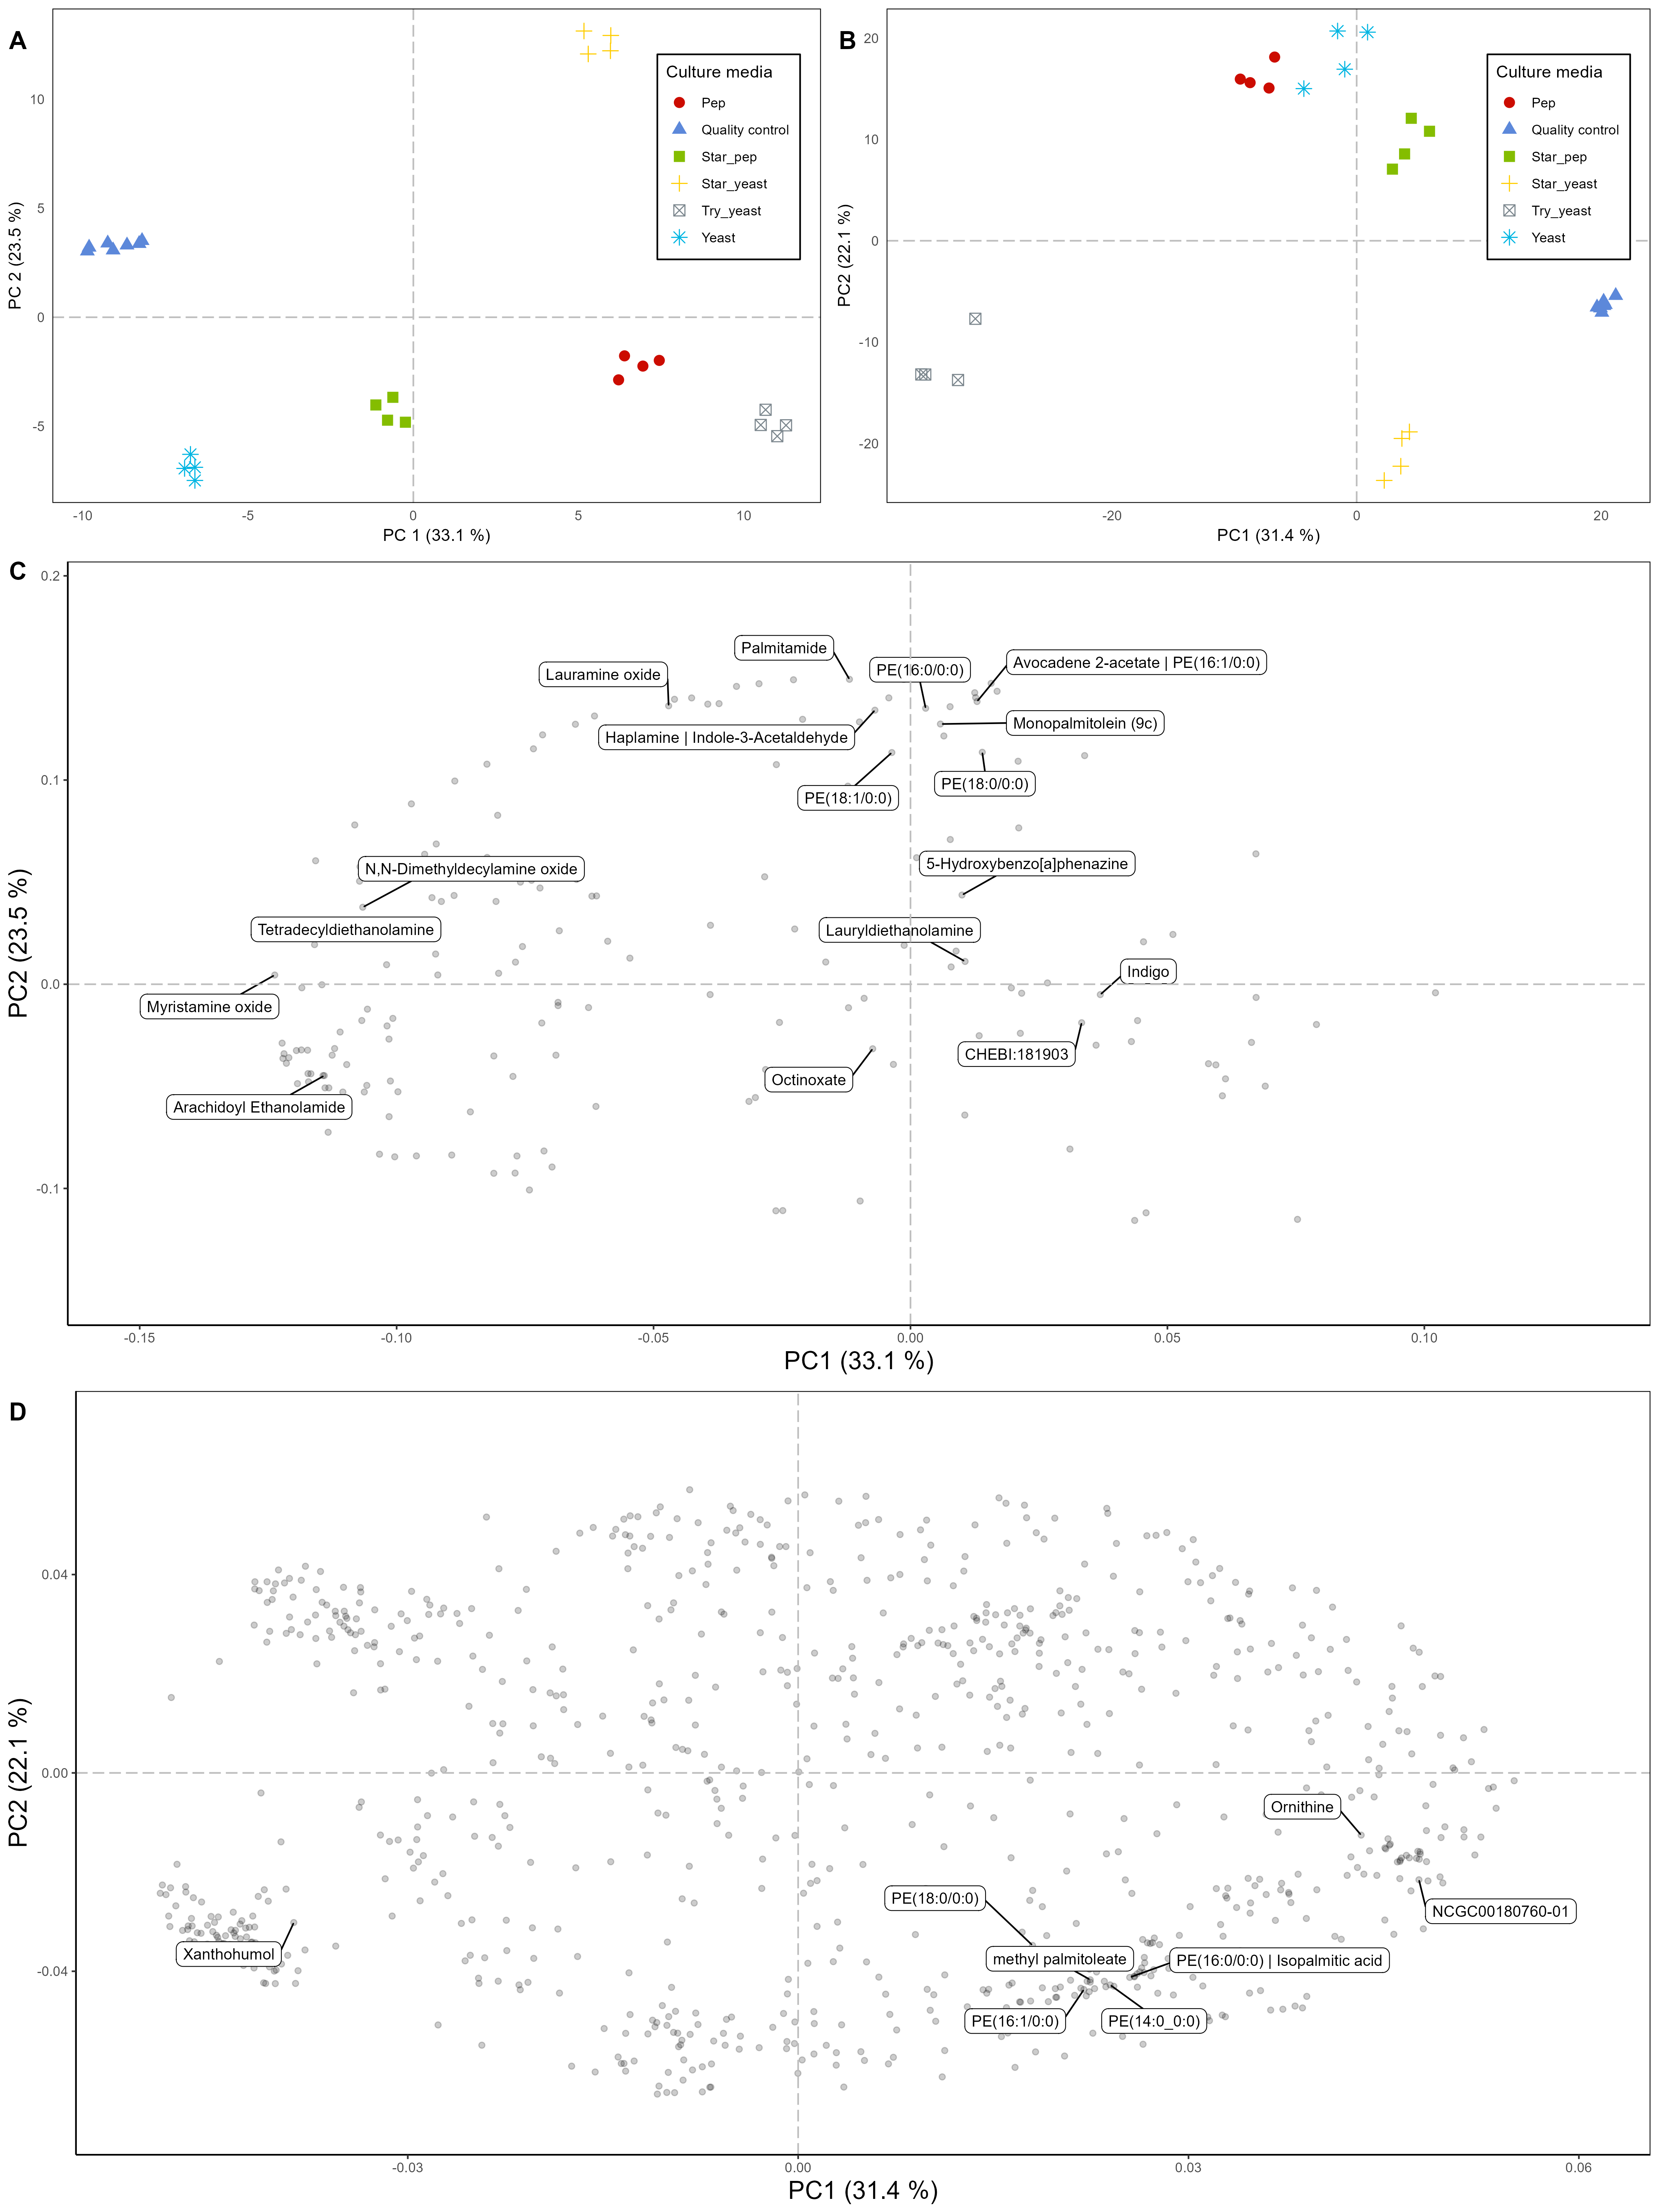 A
PC 2 (23.5 %)
10
5
0
-5
-10
-5
0
5
10
PC 1 (33.1 %)
Culture media
Pep
Quality control
Star_pep
Star_yeast
Try_yeast
Yeast
B
PC2 (22.1 %)
20
10
0
-10
-20
-20
0
20
PC1 (31.4 %)
Culture media
Pep
Quality control
Star_pep
Star_yeast
Try_yeast
Yeast
C
PC2 (23.5 %)
0.2
0.1
0.0
-0.1
Palmitamide
Lauramine oxide
PE(16:0/0:0)
Avocadene 2-acetate | PE(16:1/0:0)
Haplamine | Indole-3-Acetaldehyde
Monopalmitolein (9c)
PE(18:1/0:0)
PE(18:0/0:0)
N,N-Dimethyldecylamine oxide
5-Hydroxybenzo[a]phenazine
Tetradecyldiethanolamine
Lauryldiethanolamine
Myristamine oxide
Indigo
CHEBI:181903
Octinoxate
Arachidoyl Ethanolamide
-0.15
-0.10
-0.05
0.00
0.05
0.10
PC1 (33.1 %)
D
PC2 (22.1 %)
0.04
0.00
-0.04
Ornithine
PE(18:0/0:0)
NCGC00180760-01
Xanthohumol
methyl palmitoleate
PE(16:0/0:0) | Isopalmitic acid
PE(16:1/0:0)
PE(14:0_0:0)
-0.03
0.00
0.03
0.06
PC1 (31.4 %)